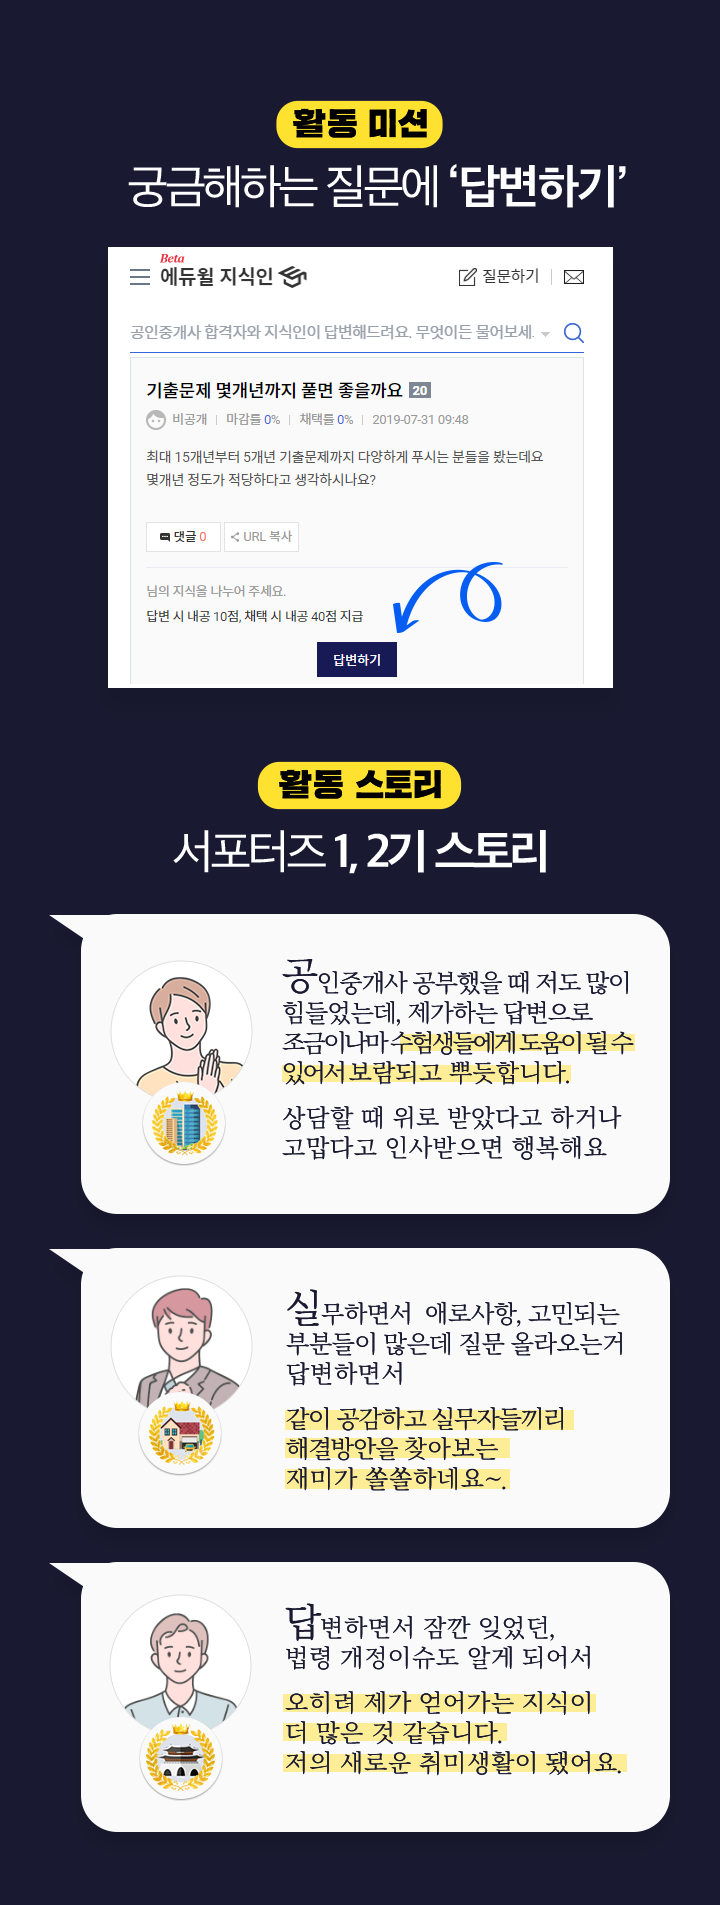 활동 미션
궁금해하는 질문에 ‘답변하기’
Beta
에듀윌 지식인
질문하기
공인중개사 합격자와 지식인이 답변해드려요. 무엇이든 물어보세.
기출문제 몇개년까지 풀면 좋을까요 20
비공개 | 마감률 0% | 채택률 0% | 2019-07-31 09:48
최대 15개년부터 5개년 기출문제까지 다양하게 푸시는 분들을 봤는데요
몇개년 정도가 적당하다고 생각하시나요?
댓글 0 URL 복사
님의 지식을 나누어 주세요.
답변 시 내공 10점, 채택 시 내공 40점 지급
답변하기
활동 스토리
서포터즈 1, 2기 스토리
공인중개사 공부했을 때 저도 많이
힘들었는데, 제가하는 답변으로
조금이나마 수험생들에게 도움이 될 수
있어서 보람되고 뿌듯합니다.
상담할 때 위로 받았다고 하거나
고맙다고 인사받으면 행복해요
실무하면서 애로사항, 고민되는
부분들이 많은데 질문 올라오는거
답변하면서
같이 공감하고 실무자들끼리
해결방안을 찾아보는
재미가 쏠쏠하네요~.
답변하면서 잠깐 잊었던,
법령 개정이슈도 알게 되어서
오히려 제가 얻어가는 지식이
더 많은 것 같습니다.
저의 새로운 취미생활이 됐어요.